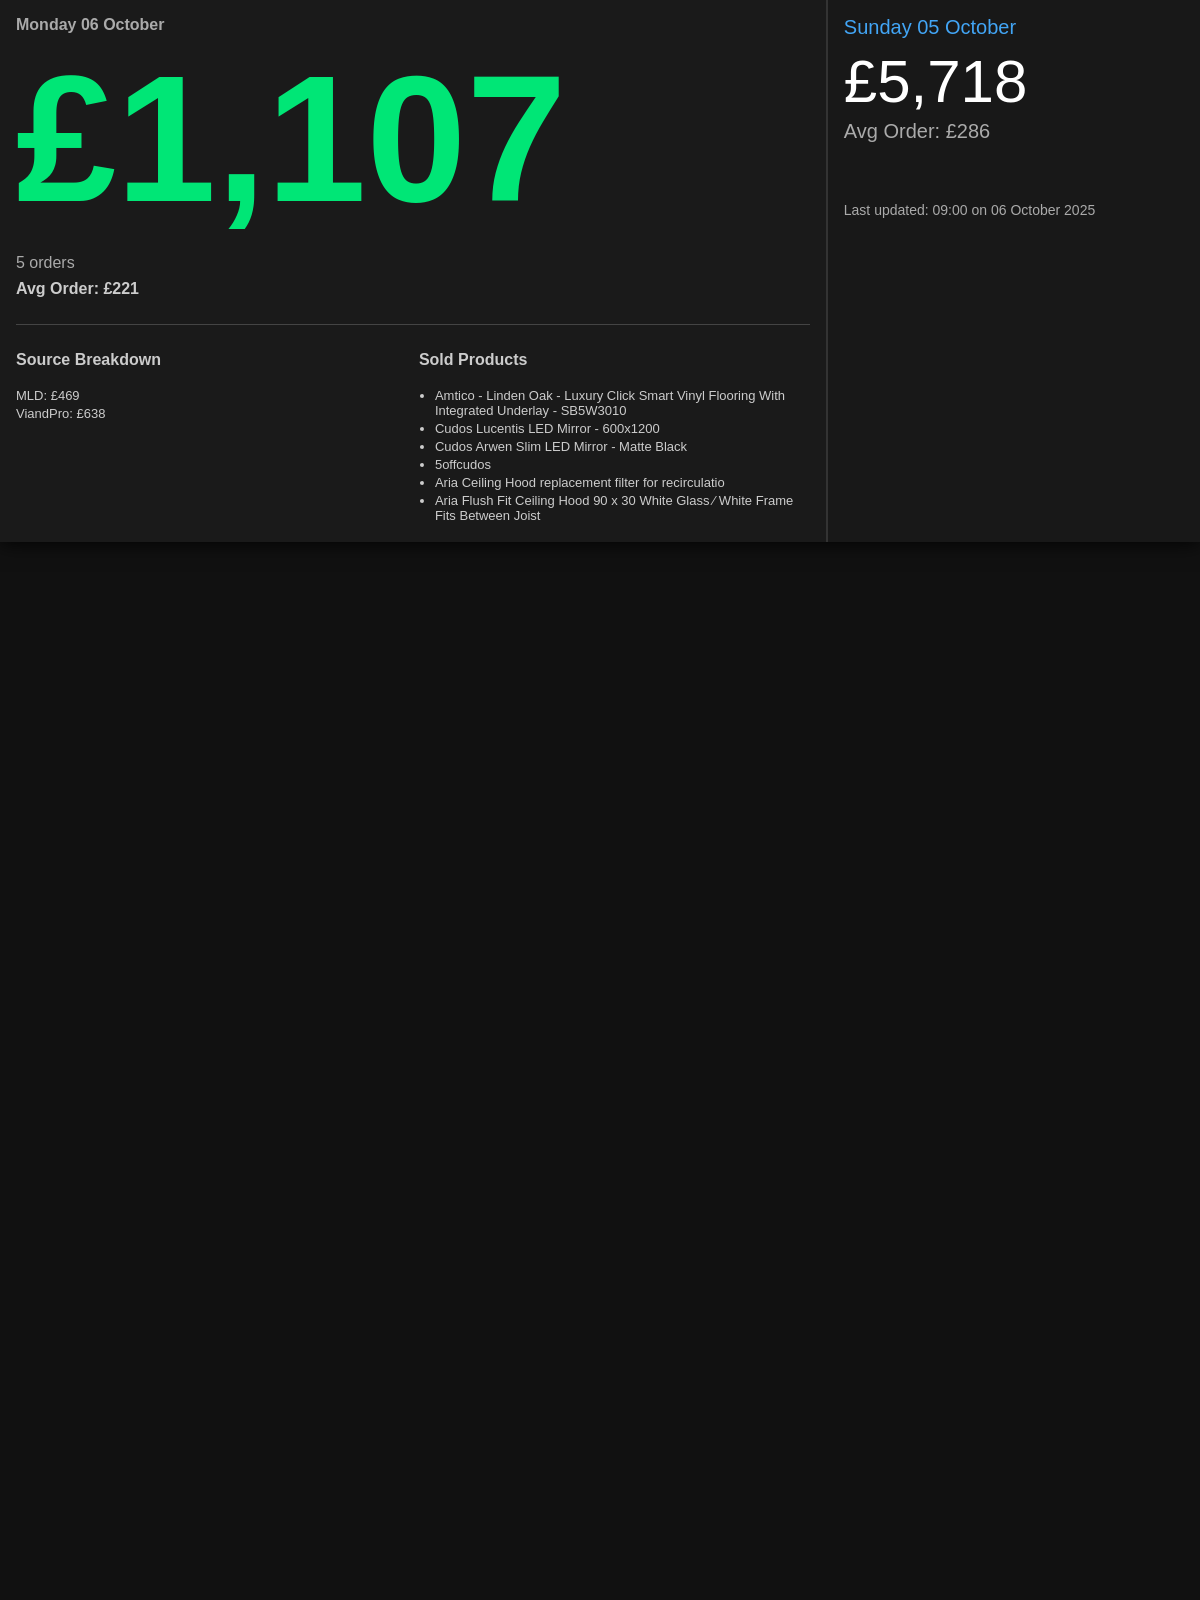 Monday 06 October
£1,107
5 orders
Avg Order: £221
Source Breakdown
MLD: £469
ViandPro: £638
Sold Products
• Amtico - Linden Oak - Luxury Click Smart Vinyl Flooring With
Integrated Underlay - SB5W3010
• Cudos Lucentis LED Mirror - 600x1200
• Cudos Arwen Slim LED Mirror - Matte Black
• 5offcudos
• Aria Ceiling Hood replacement filter for recirculatio
• Aria Flush Fit Ceiling Hood 90 x 30 White Glass ∕ White Frame
Fits Between Joist
Sunday 05 October
£5,718
Avg Order: £286
Last updated: 09:00 on 06 October 2025